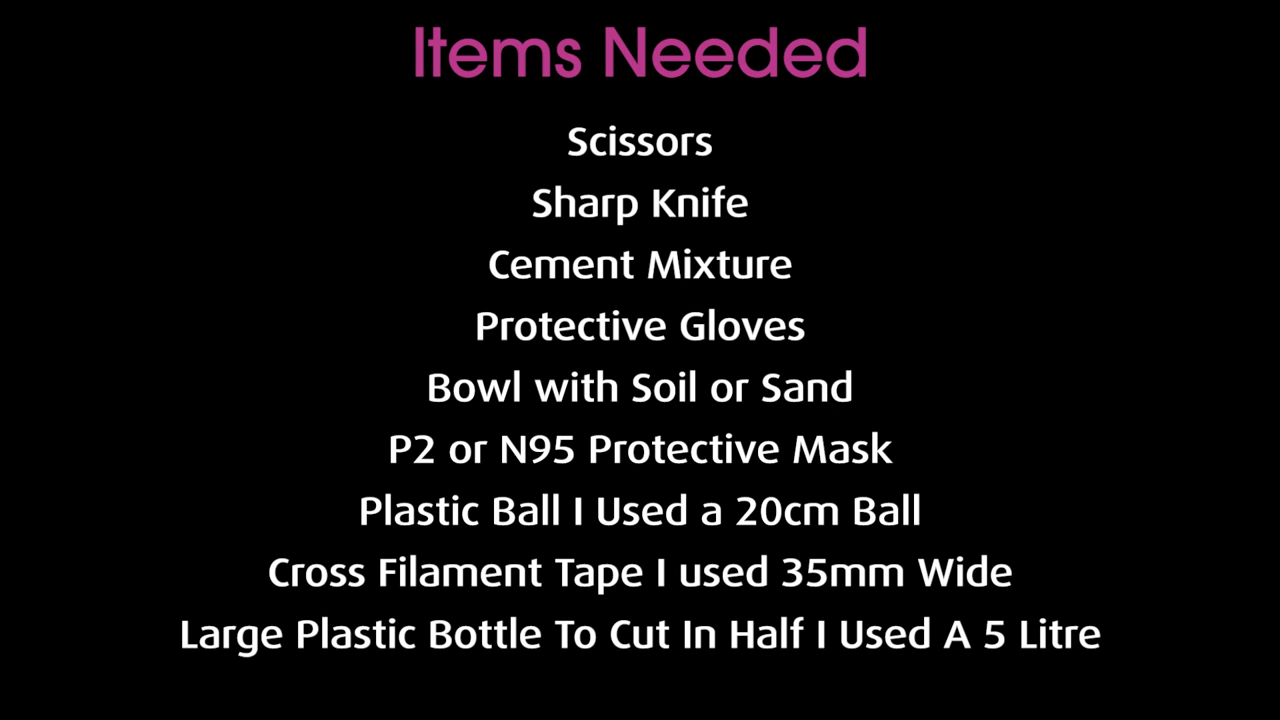 Items Needed
Scissors
Sharp Knife
Cement Mixture
Protective Gloves
Bowl with Soil or Sand
P2 or N95 Protective Mask
Plastic Ball I Used a 20cm Ball
Cross Filament Tape I used 35mm Wide
Large Plastic Bottle To Cut In Half I Used A 5 Litre